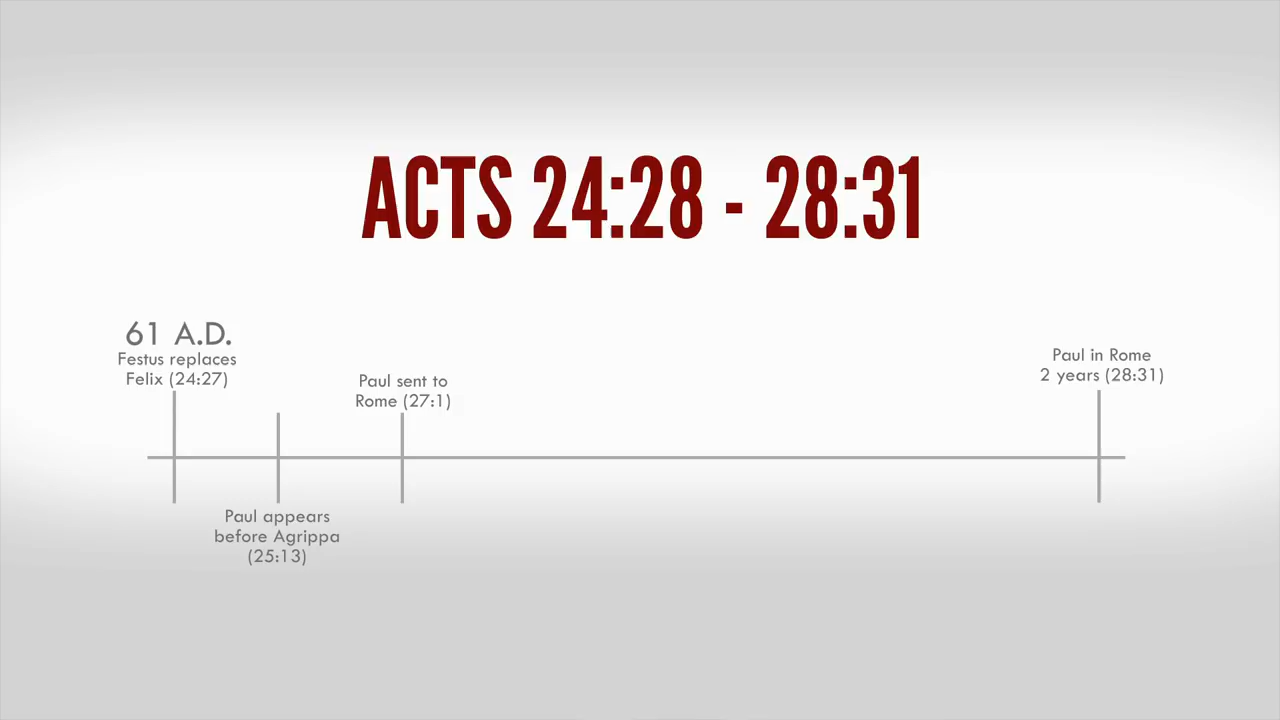 ACTS 24:28 - 28:31
61 A.D.
Festus replaces
Felix (24:27)
Paul appears
before Agrippa
(25:13)
Paul sent to
Rome (27:1)
Paul in Rome
2 years (28:31)